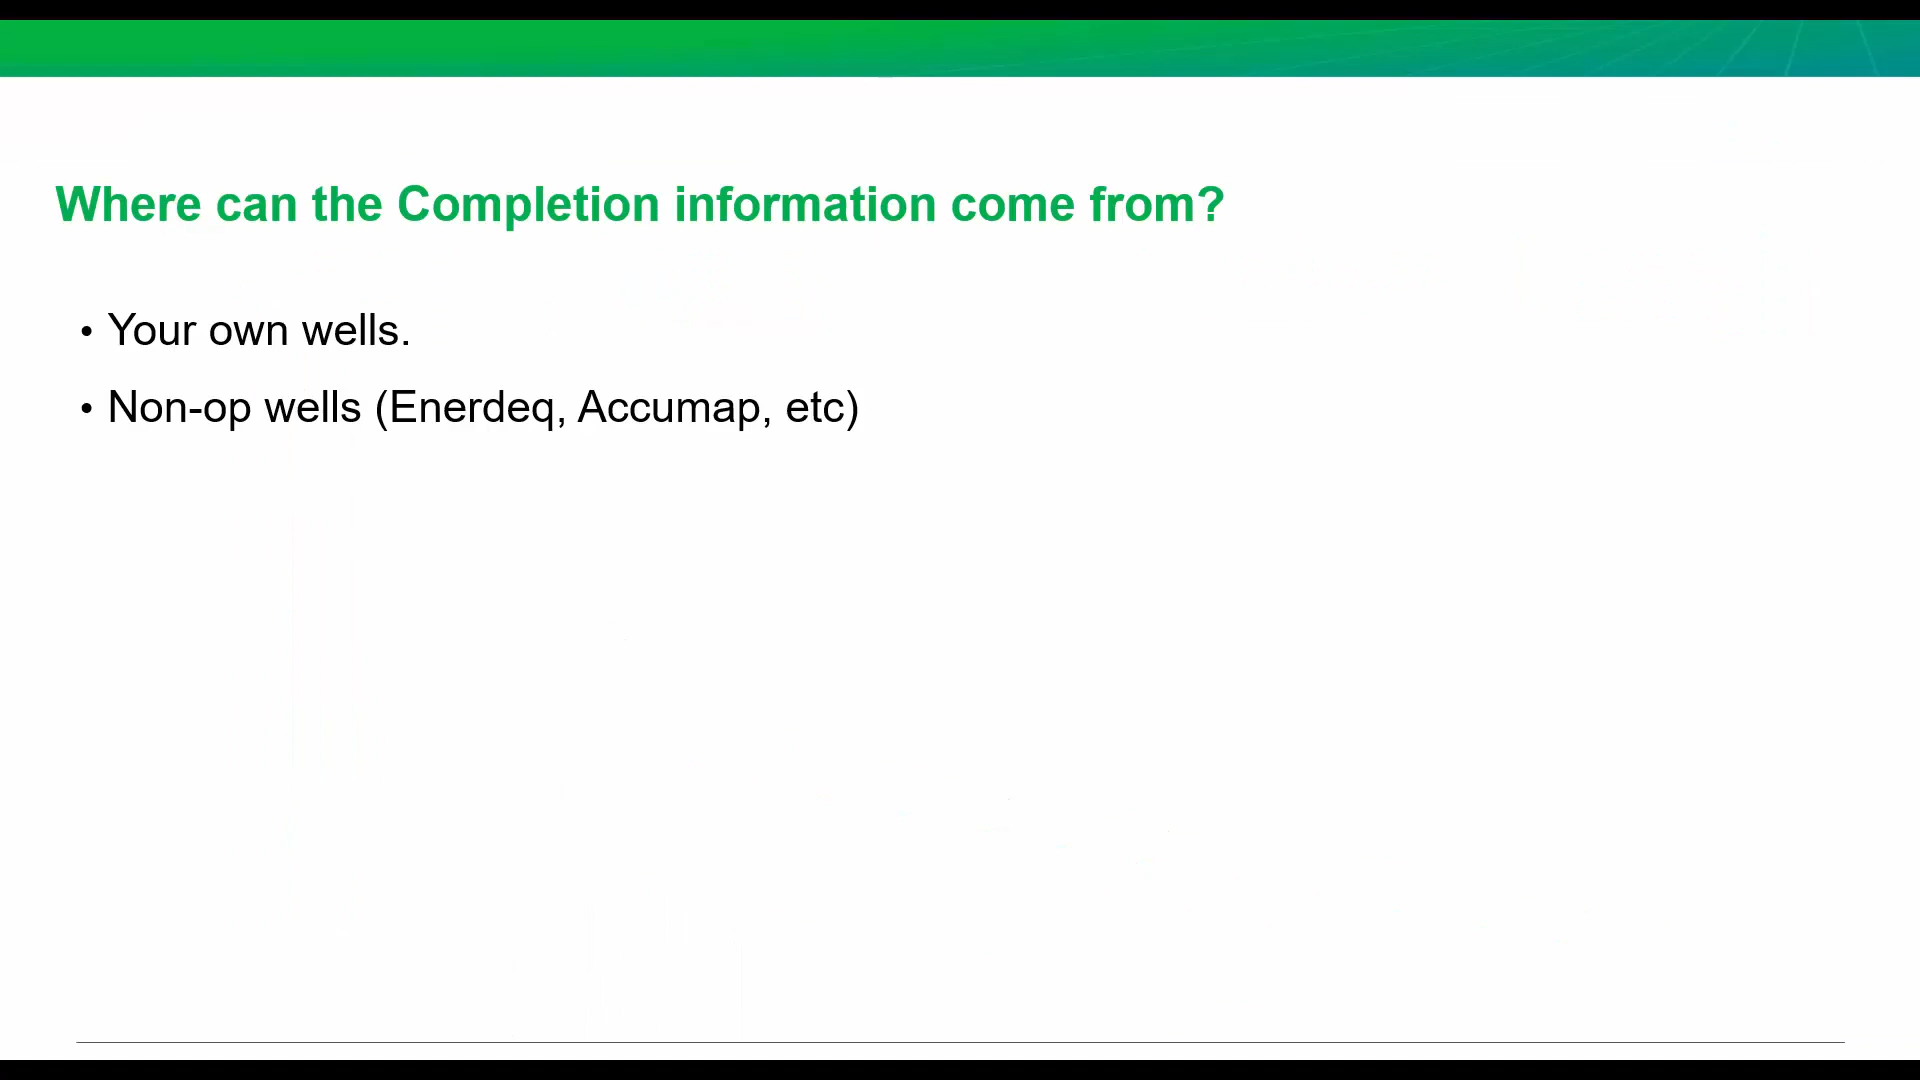 Where can the Completion information come from?
• Your own wells.
• Non-op wells (Enerdeq, Accumap, etc)